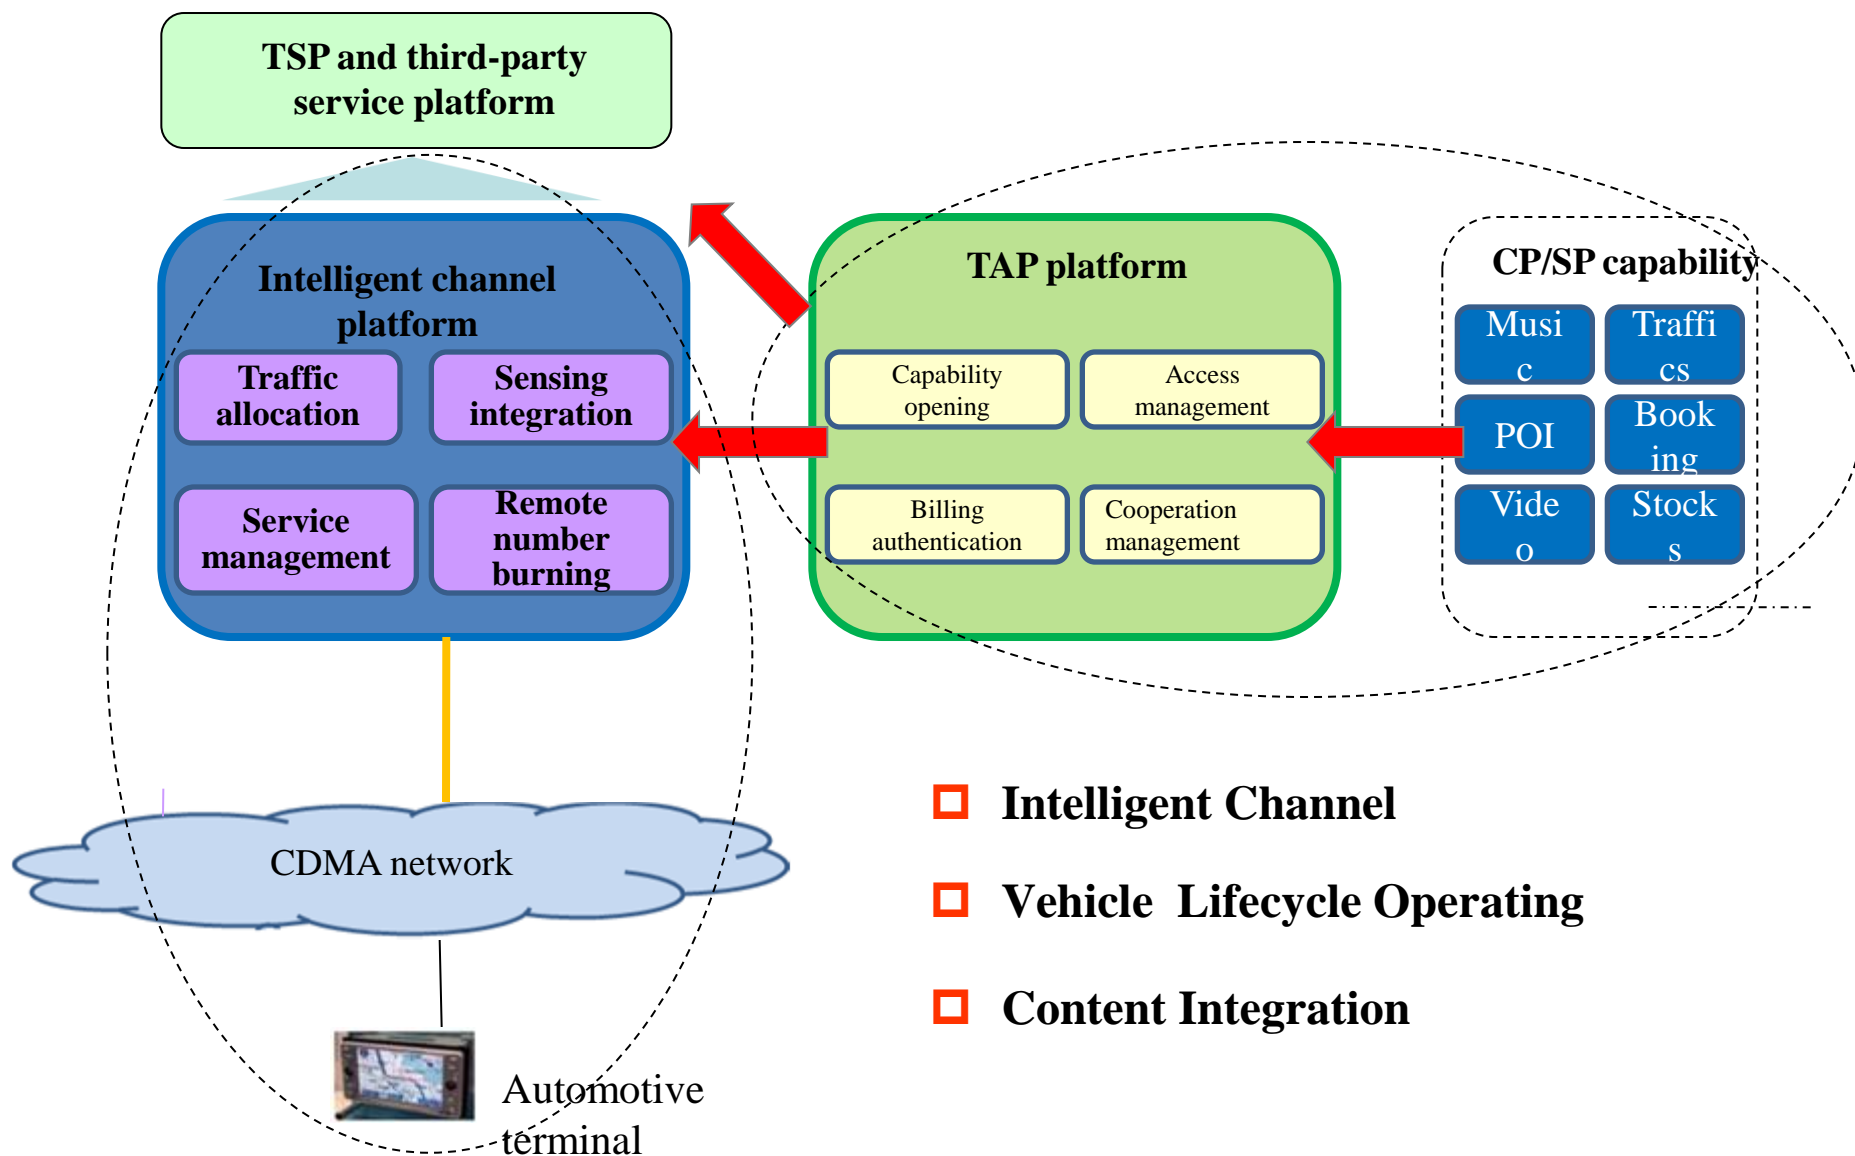 TSP and third-party
service platform
Intelligent channel
platform
Traffic
allocation
Sensing
integration
Service
management
Remote
number
burning
TAP platform
Capability
opening
Access
management
Billing
authentication
Cooperation
management
CP/SP capability
Musi
c
Traffi
cs
POI
Book
ing
Vide
o
Stock
s
CDMA network
Automotive
terminal
Intelligent Channel
Vehicle  Lifecycle Operating
Content Integration